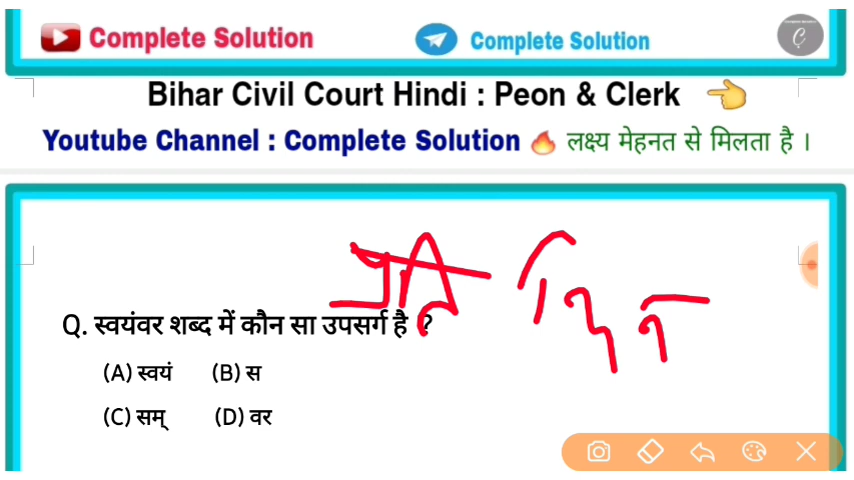 Complete Solution Complete Solution
Bihar Civil Court Hindi : Peon & Clerk
Youtube Channel : Complete Solution लक्ष्य मेहनत से मिलता है ।
प्रति दिन
Q. स्वयंवर शब्द में कौन सा उपसर्ग है ?
(A) स्वयं (B) स
(C) सम् (D) वर